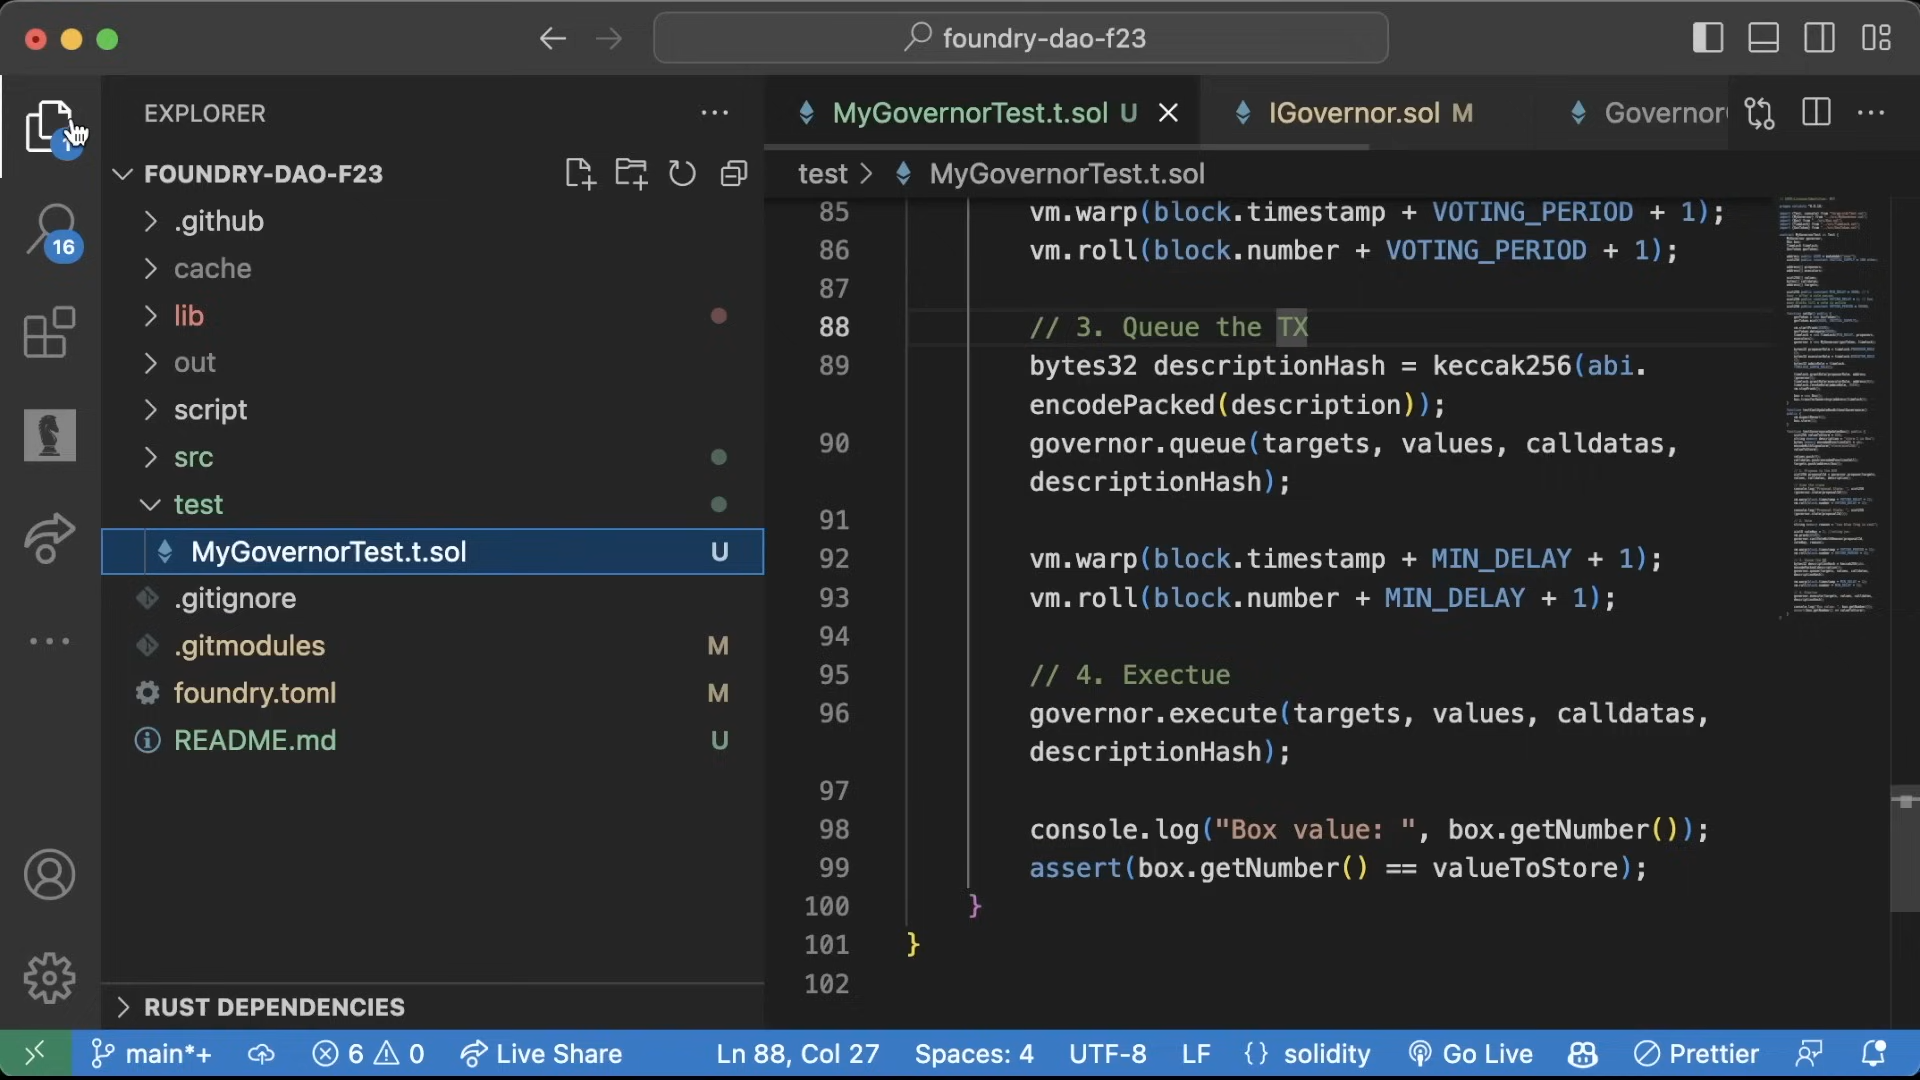 foundry-dao-f23
EXPLORER
MyGovernorTest.t.sol U
IGovernor.sol M
Governor
FOUNDRY-DAO-F23
test > MyGovernorTest.t.sol
1
16
.github
cache
lib
out
script
src
test
MyGovernorTest.t.sol U
.gitignore
.gitmodules M
foundry.toml M
README.md U
RUST DEPENDENCIES
85 vm.warp(block.timestamp + VOTING_PERIOD + 1);
86 vm.roll(block.number + VOTING_PERIOD + 1);
87
88 // 3. Queue the TX
89 bytes32 descriptionHash = keccak256(abi.
encodePacked(description));
90 governor.queue(targets, values, calldatas,
descriptionHash);
91
92 vm.warp(block.timestamp + MIN_DELAY + 1);
93 vm.roll(block.number + MIN_DELAY + 1);
94
95 // 4. Exectue
96 governor.execute(targets, values, calldatas,
descriptionHash);
97
98 console.log("Box value: ", box.getNumber());
99 assert(box.getNumber() == valueToStore);
100 }
101 }
102
main*+ 6 0 Live Share Ln 88, Col 27 Spaces: 4 UTF-8 LF {} solidity Go Live Prettier